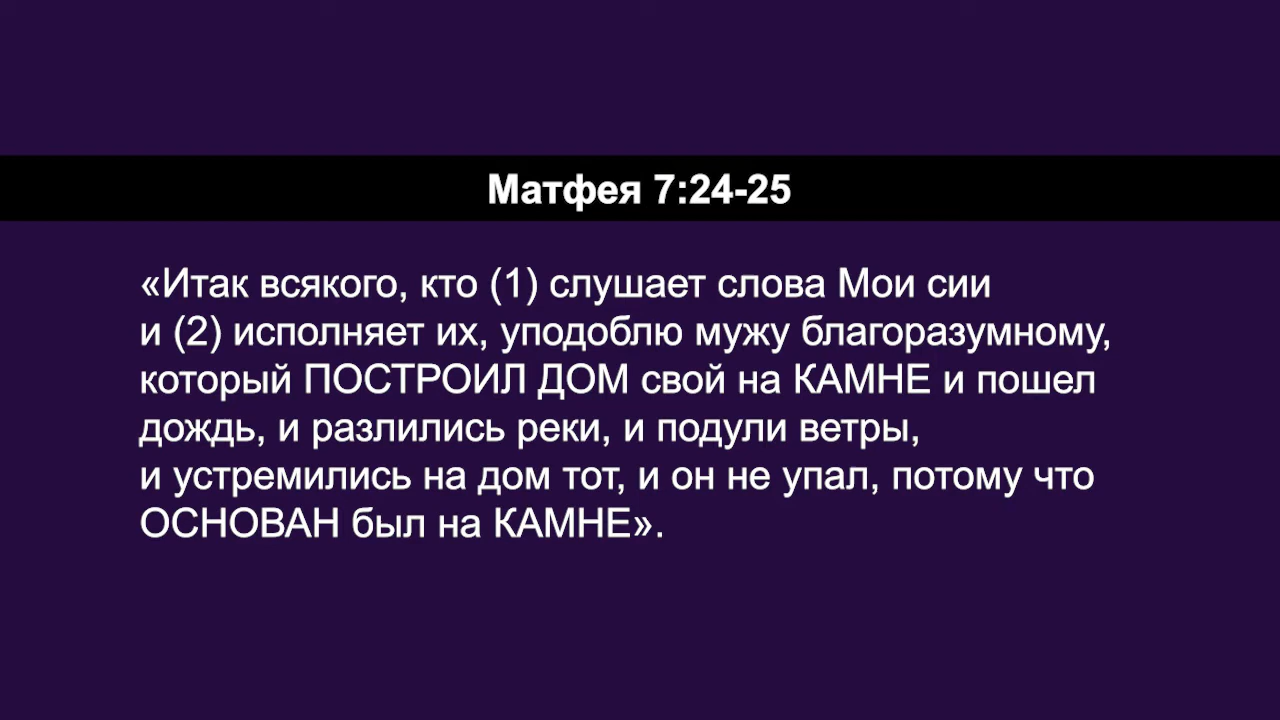 Матфея 7:24-25
«Итак всякого, кто (1) слушает слова Мои сии
и (2) исполняет их, уподоблю мужу благоразумному,
который ПОСТРОИЛ ДОМ свой на КАМНЕ и пошел
дождь, и разлились реки, и подули ветры,
и устремились на дом тот, и он не упал, потому что
ОСНОВАН был на КАМНЕ».